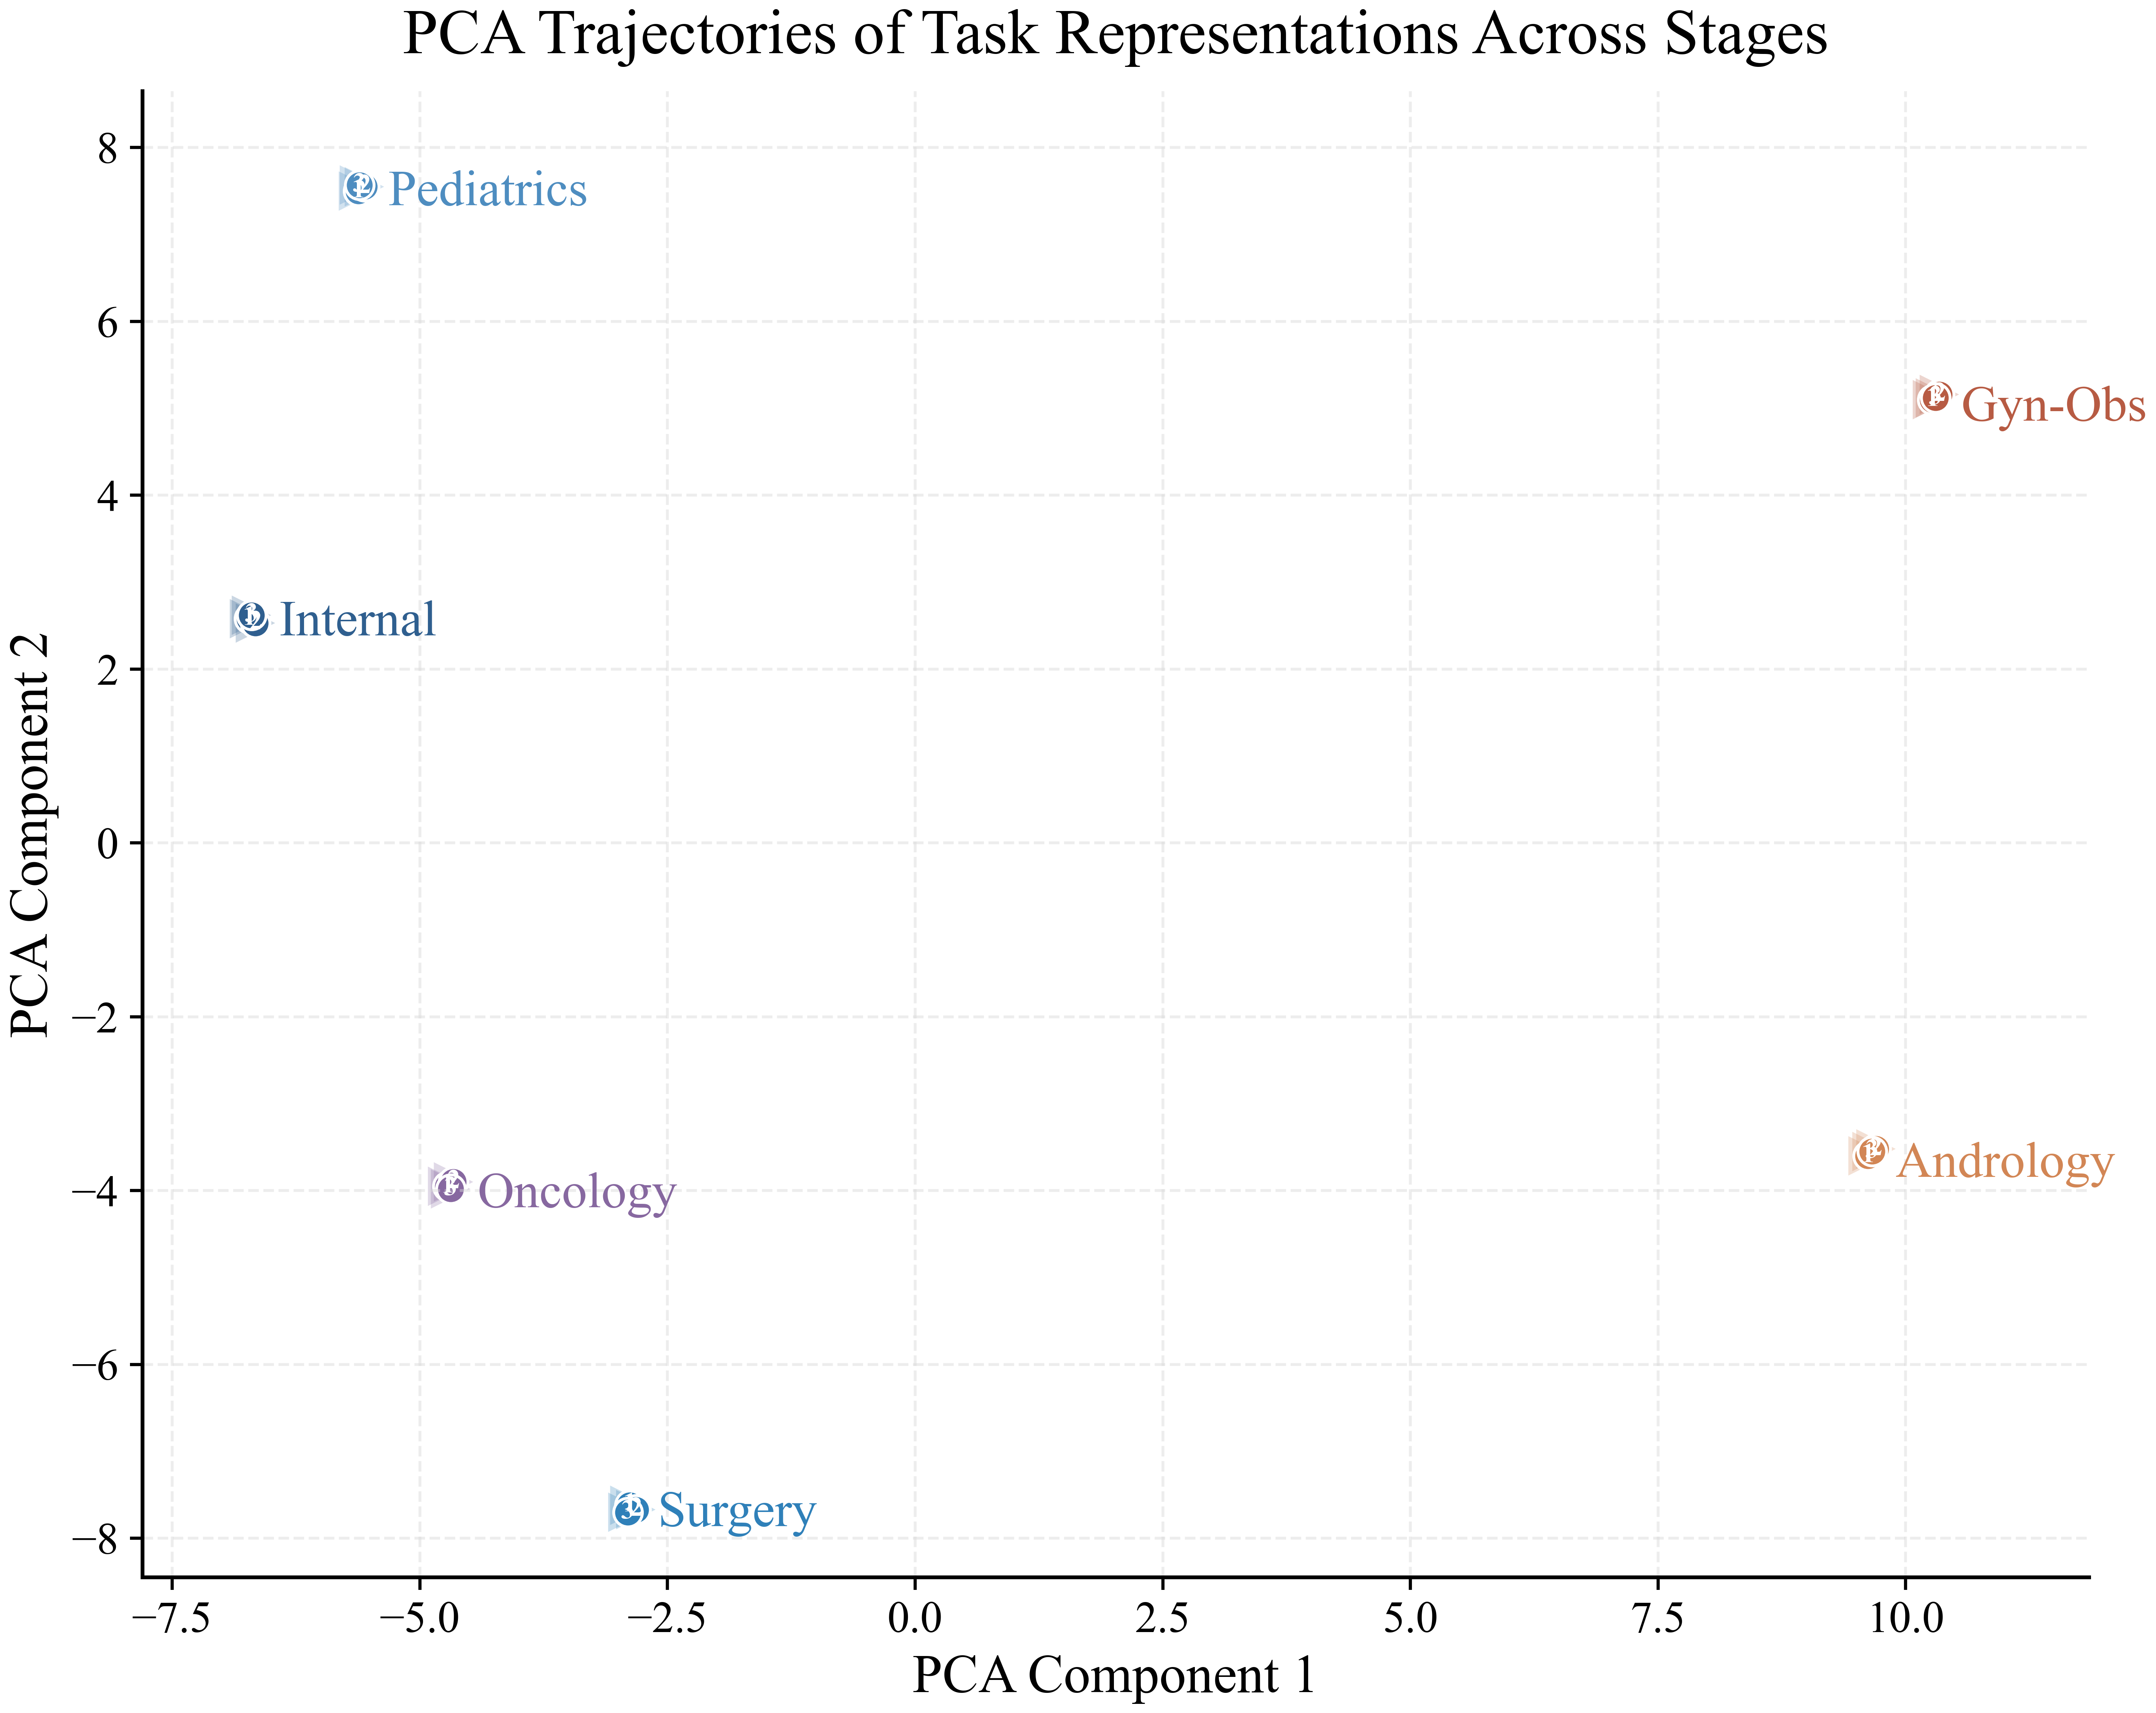 PCA Trajectories of Task Representations Across Stages
8
Pediatrics
6
Gyn-Obs
4
Internal
2
PCA Component 2
0
−2
Andrology
−4
Oncology
−6
Surgery
−8
−7.5
−5.0
−2.5
0.0
2.5
5.0
7.5
10.0
PCA Component 1